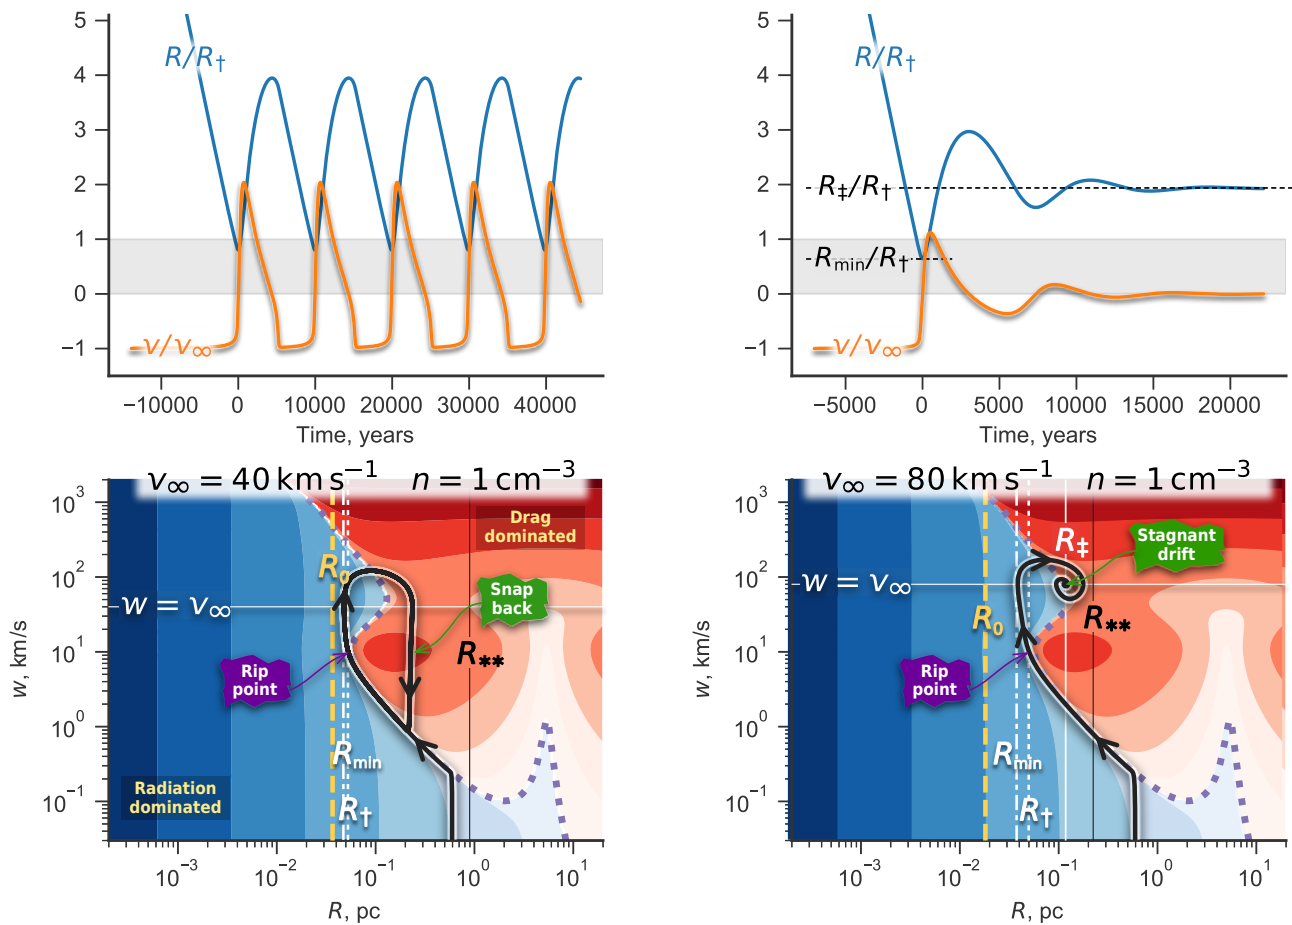 5
4
3
2
1
0
−1
R/R†
v/v∞
−10000 0 10000 20000 30000 40000
Time, years
5
4
3
2
1
0
−1
R/R†
R‡/R†
Rmin/R†
v/v∞
−5000 0 5000 10000 15000 20000
Time, years
v∞ = 40 km s⁻¹ n = 1 cm⁻³
10³
10²
10¹
10⁰
10⁻¹
w, km/s
Drag
dominated
R₀
Snap
back
w = v∞
R**
Rip
point
Rmin
Radiation
dominated
R†
10⁻³ 10⁻² 10⁻¹ 10⁰ 10¹
R, pc
v∞ = 80 km s⁻¹ n = 1 cm⁻³
10³
10²
10¹
10⁰
10⁻¹
w, km/s
R‡
Stagnant
drift
w = v∞
R₀
R**
Rip
point
Rmin
R†
10⁻³ 10⁻² 10⁻¹ 10⁰ 10¹
R, pc